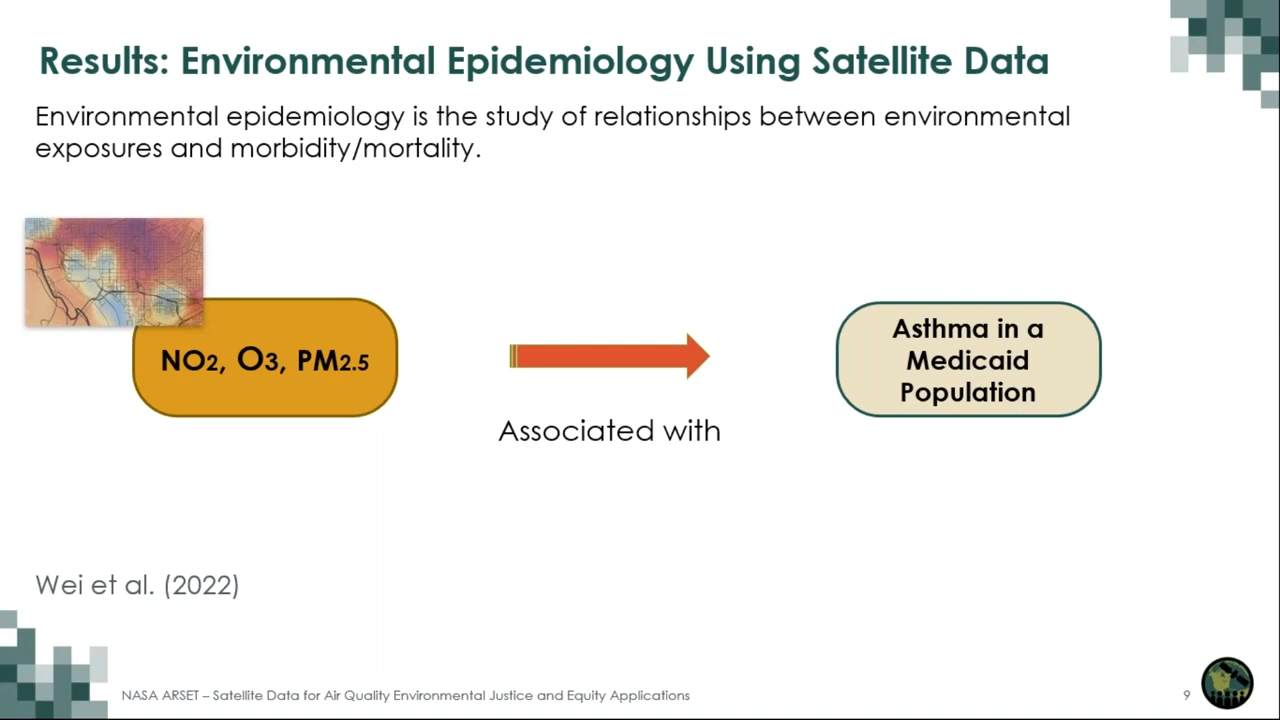 Results: Environmental Epidemiology Using Satellite Data
Environmental epidemiology is the study of relationships between environmental
exposures and morbidity/mortality.
NO2, O3, PM2.5
Associated with
Asthma in a
Medicaid
Population
Wei et al. (2022)
NASA ARSET – Satellite Data for Air Quality Environmental Justice and Equity Applications
9